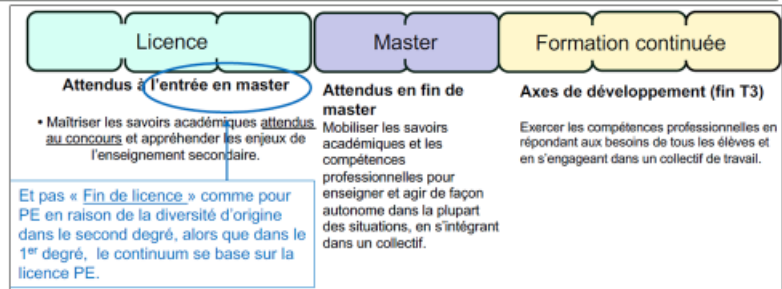 Licence
Master
Formation continuée
Attendus à l'entrée en master
• Maîtriser les savoirs académiques attendus
au concours et appréhender les enjeux de
l'enseignement secondaire.
Et pas « Fin de licence » comme pour
PE en raison de la diversité d'origine
dans le second degré, alors que dans le
1er degré, le continuum se base sur la
licence PE.
Attendus en fin de
master
Mobiliser les savoirs
académiques et les
compétences
professionnelles pour
enseigner et agir de façon
autonome dans la plupart
des situations, en s'intégrant
dans un collectif.
Axes de développement (fin T3)
Exercer les compétences professionnelles en
répondant aux besoins de tous les élèves et
en s'engageant dans un collectif de travail.